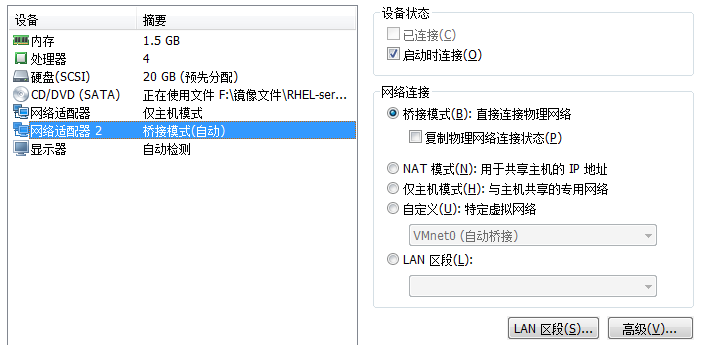 设备 摘要
内存 1.5 GB
处理器 4
硬盘(SCSI) 20 GB (预先分配)
CD/DVD (SATA) 正在使用文件 F:\镜像文件\RHEL-ser...
网络适配器 仅主机模式
网络适配器 2 桥接模式(自动)
显示器 自动检测
设备状态
已连接(C)
启动时连接(O)
网络连接
桥接模式(B): 直接连接物理网络
复制物理网络连接状态(P)
NAT 模式(N): 用于共享主机的 IP 地址
仅主机模式(H): 与主机共享的专用网络
自定义(U): 特定虚拟网络
VMnet0 (自动桥接)
LAN 区段(L):
LAN 区段(S)... 高级(V)...